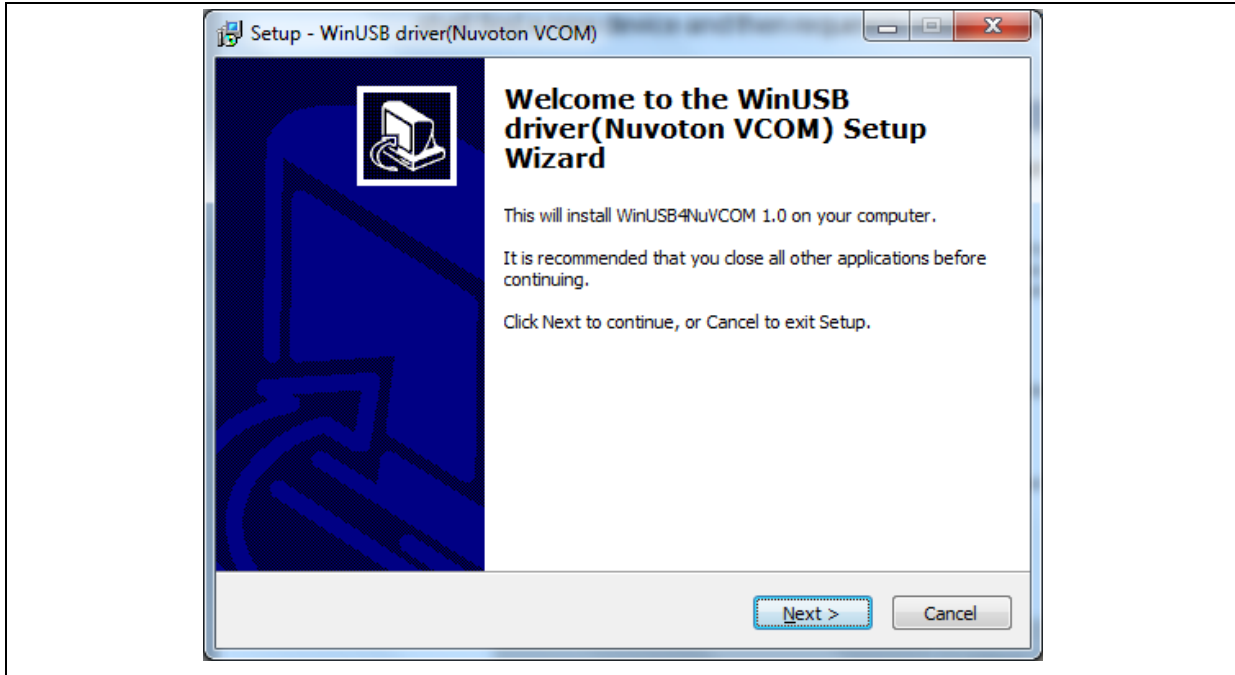 Setup - WinUSB driver(Nuvoton VCOM)
Welcome to the WinUSB
driver(Nuvoton VCOM) Setup
Wizard
This will install WinUSB4NuVCOM 1.0 on your computer.
It is recommended that you close all other applications before
continuing.
Click Next to continue, or Cancel to exit Setup.
Next >
Cancel